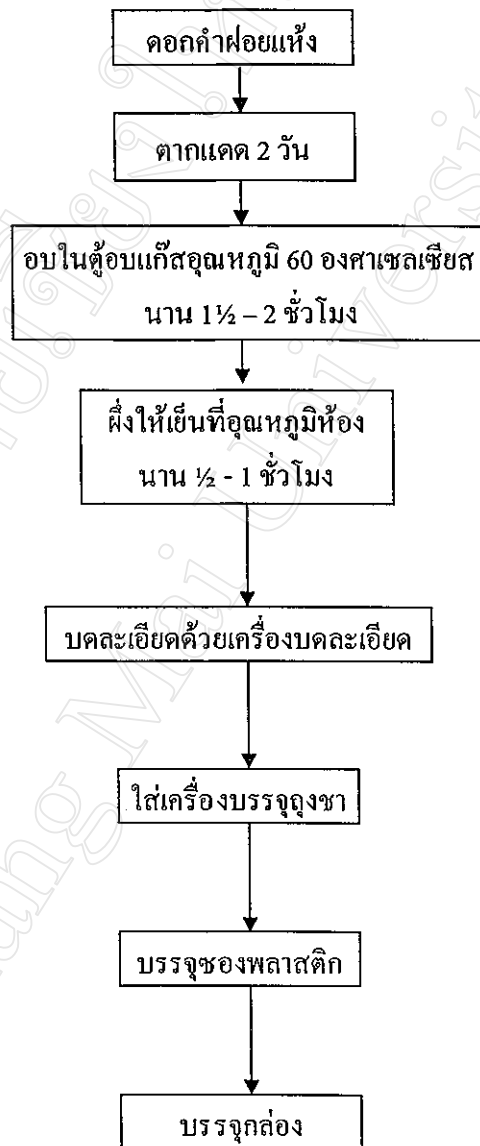 ดอกคำฝอยแห้ง
ตากแดด 2 วัน
อบในตู้อบแก๊สอุณหภูมิ 60 องศาเซลเซียส
นาน 1½ – 2 ชั่วโมง
ผึ่งให้เย็นที่อุณหภูมิห้อง
นาน ½ - 1 ชั่วโมง
บดละเอียดด้วยเครื่องบดละเอียด
ใส่เครื่องบรรจุถุงชา
บรรจุซองพลาสติก
บรรจุกล่อง
ang Mai Universi